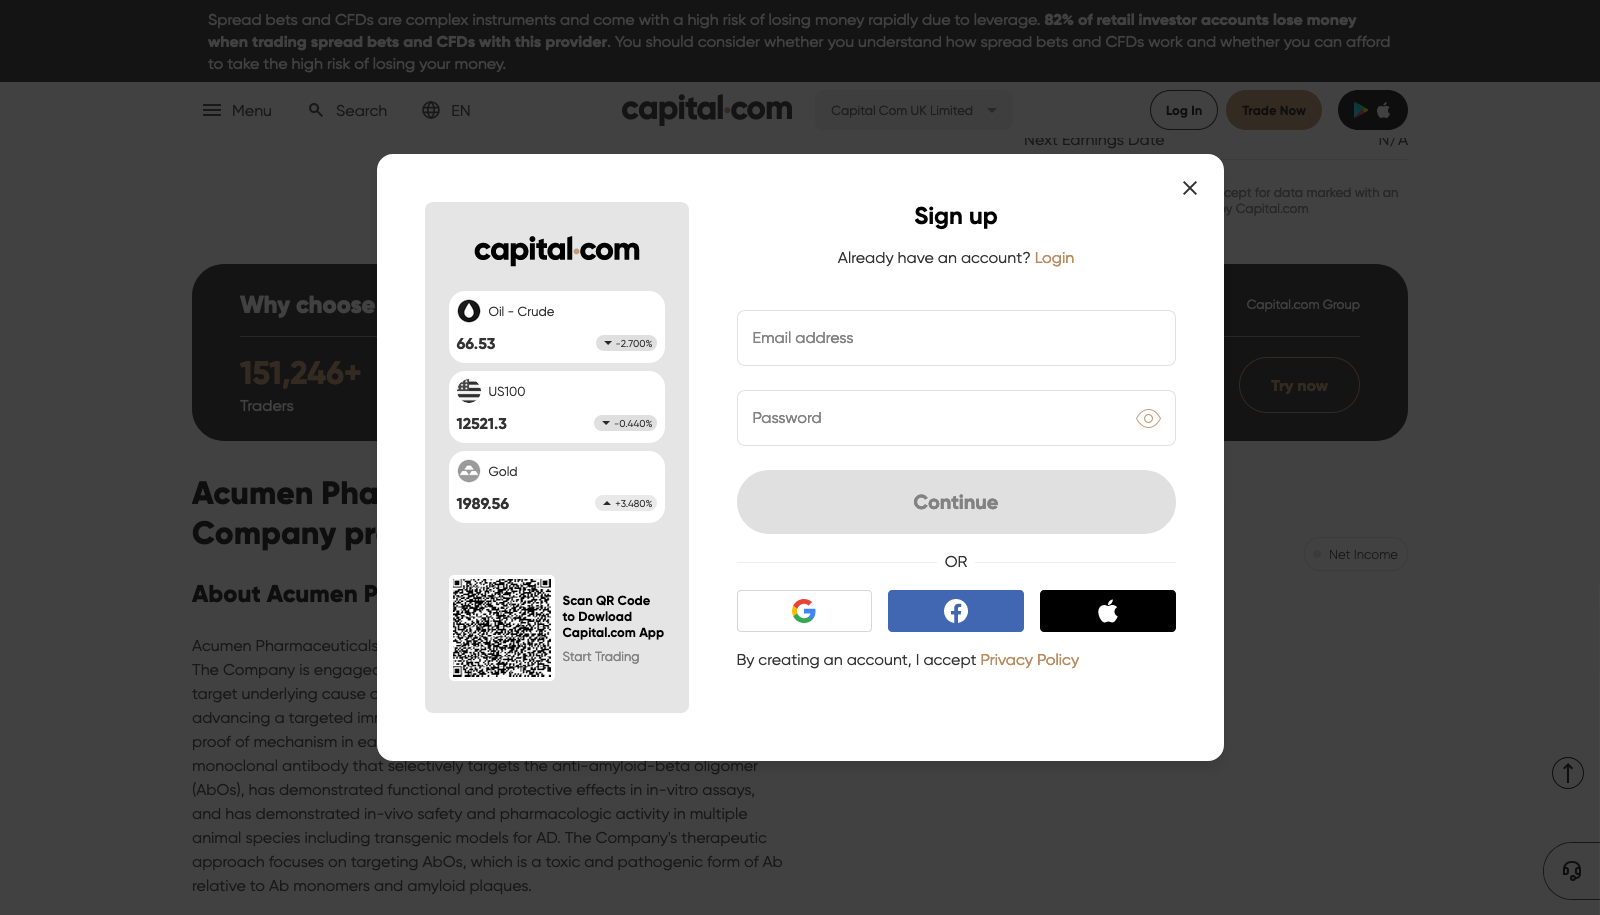 Spread bets and CFDs are complex instruments and come with a high risk of losing money rapidly due to leverage. 82% of retail investor accounts lose money
when trading spread bets and CFDs with this provider. You should consider whether you understand how spread bets and CFDs work and whether you can afford
to take the high risk of losing your money.
Menu
Search
EN
capital.com
Capital Com UK Limited
Log In
Trade Now
Next Earnings Date
N/A
cept for data marked with an
by Capital.com
Why choose
Capital.com Group
151,246+
Traders
Try now
Acumen Pha
Company pr
Net Income
About Acumen P
Acumen Pharmaceuticals
The Company is engaged
target underlying cause o
advancing a targeted imm
proof of mechanism in ea
monoclonal antibody that selectively targets the anti-amyloid-beta oligomer
(AbOs), has demonstrated functional and protective effects in in-vitro assays,
and has demonstrated in-vivo safety and pharmacologic activity in multiple
animal species including transgenic models for AD. The Company's therapeutic
approach focuses on targeting AbOs, which is a toxic and pathogenic form of Ab
relative to Ab monomers and amyloid plaques.
capital.com
Oil - Crude
66.53
-2.700%
US100
12521.3
-0.440%
Gold
1989.56
+3.480%
Scan QR Code
to Dowload
Capital.com App
Start Trading
Sign up
Already have an account? Login
Email address
Password
Continue
OR
By creating an account, I accept Privacy Policy